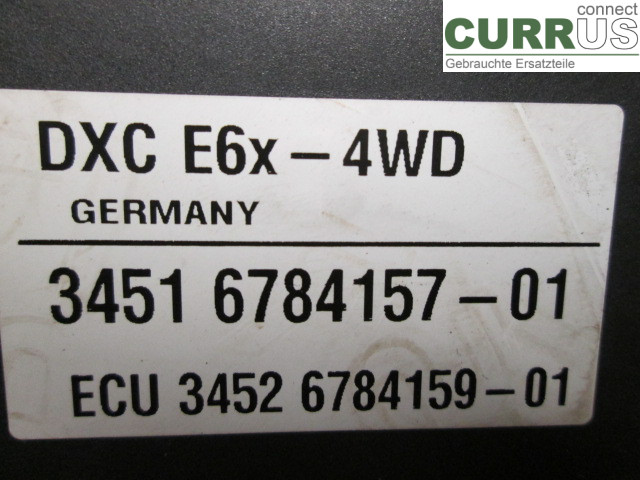 connect
CURRUS
Gebrauchte Ersatzteile
DXC E6x – 4WD
GERMANY
3451 6784157 – 01
ECU 3452 6784159 – 01